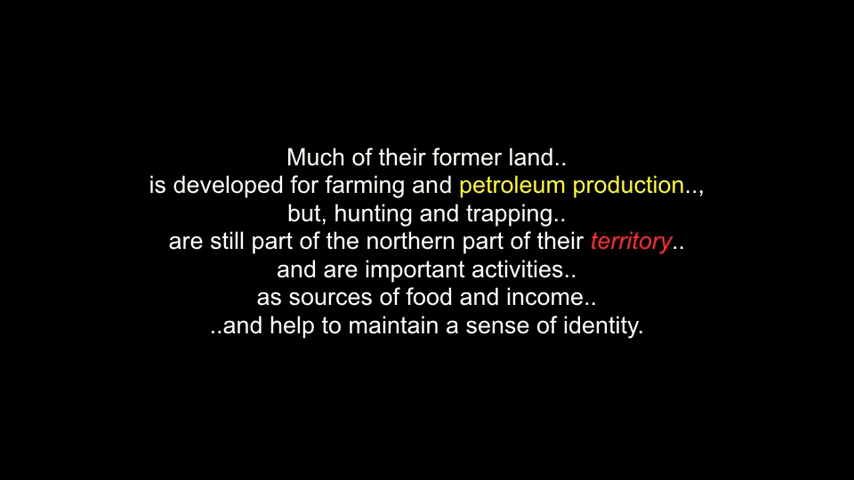 Much of their former land..
is developed for farming and petroleum production..,
but, hunting and trapping..
are still part of the northern part of their territory..
and are important activities..
as sources of food and income..
..and help to maintain a sense of identity.